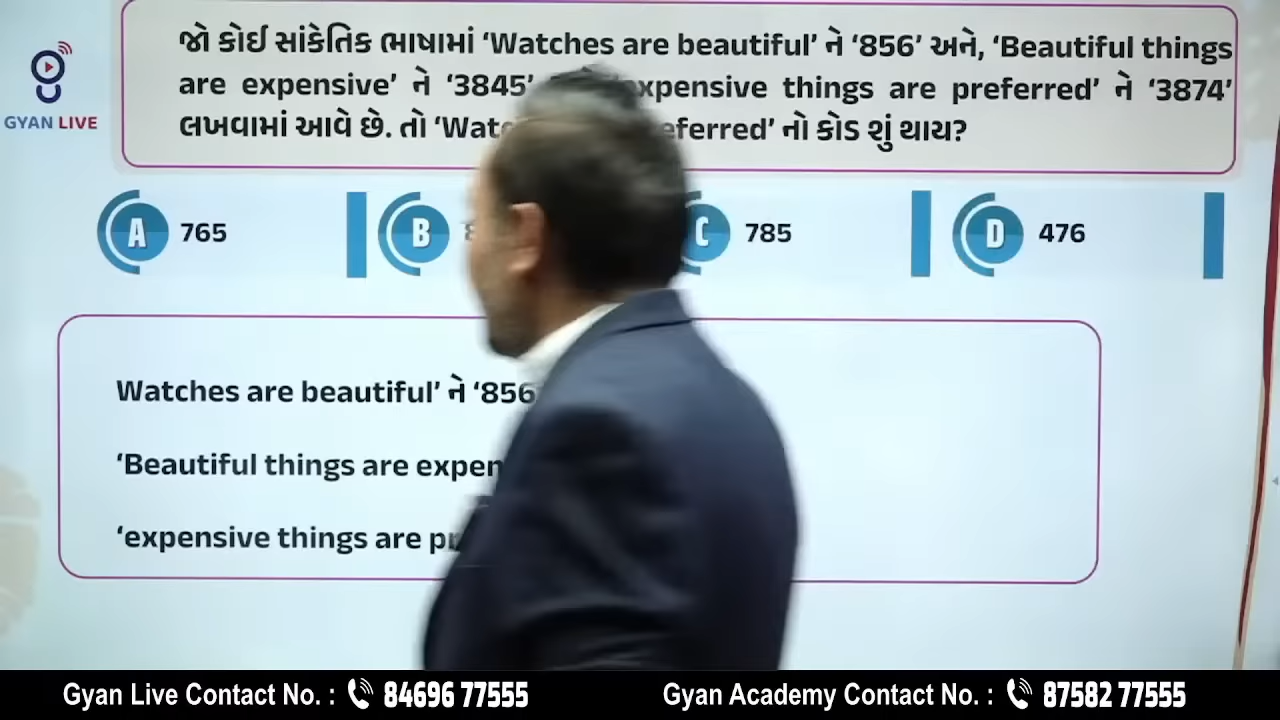 જો કોઈ સાંકેતિક ભાષામાં ‘Watches are beautiful’ ને ‘856’ અને, ‘Beautiful things
are expensive’ ને ‘3845’ expensive things are preferred’ ને ‘3874’
લખવામાં આવે છે. તો ‘Wat eferred’ નો કોડ શું થાય?
GYAN LIVE
A 765
B
C 785
D 476
Watches are beautiful’ ને ‘856
‘Beautiful things are expen
‘expensive things are pr
Gyan Live Contact No. : 84696 77555
Gyan Academy Contact No. : 87582 77555